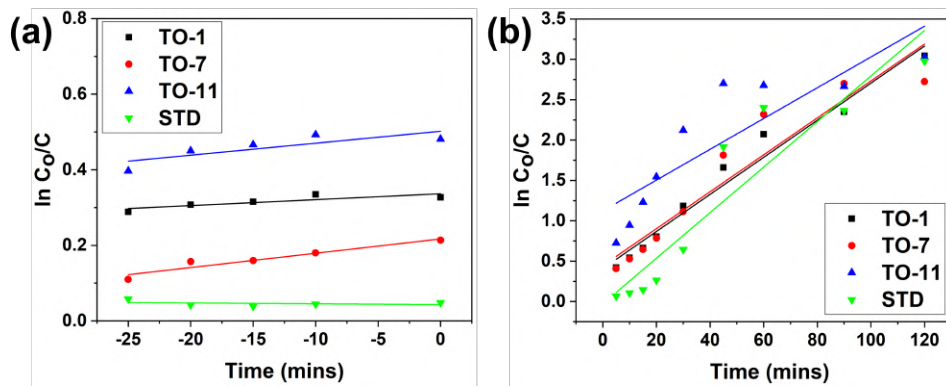 (a)
ln C₀/C
0.8
0.6
0.4
0.2
0.0
TO-1
TO-7
TO-11
STD
-25 -20 -15 -10 -5 0
Time (mins)
(b)
ln C₀/C
3.5
3.0
2.5
2.0
1.5
1.0
0.5
0.0
TO-1
TO-7
TO-11
STD
0 20 40 60 80 100 120
Time (mins)